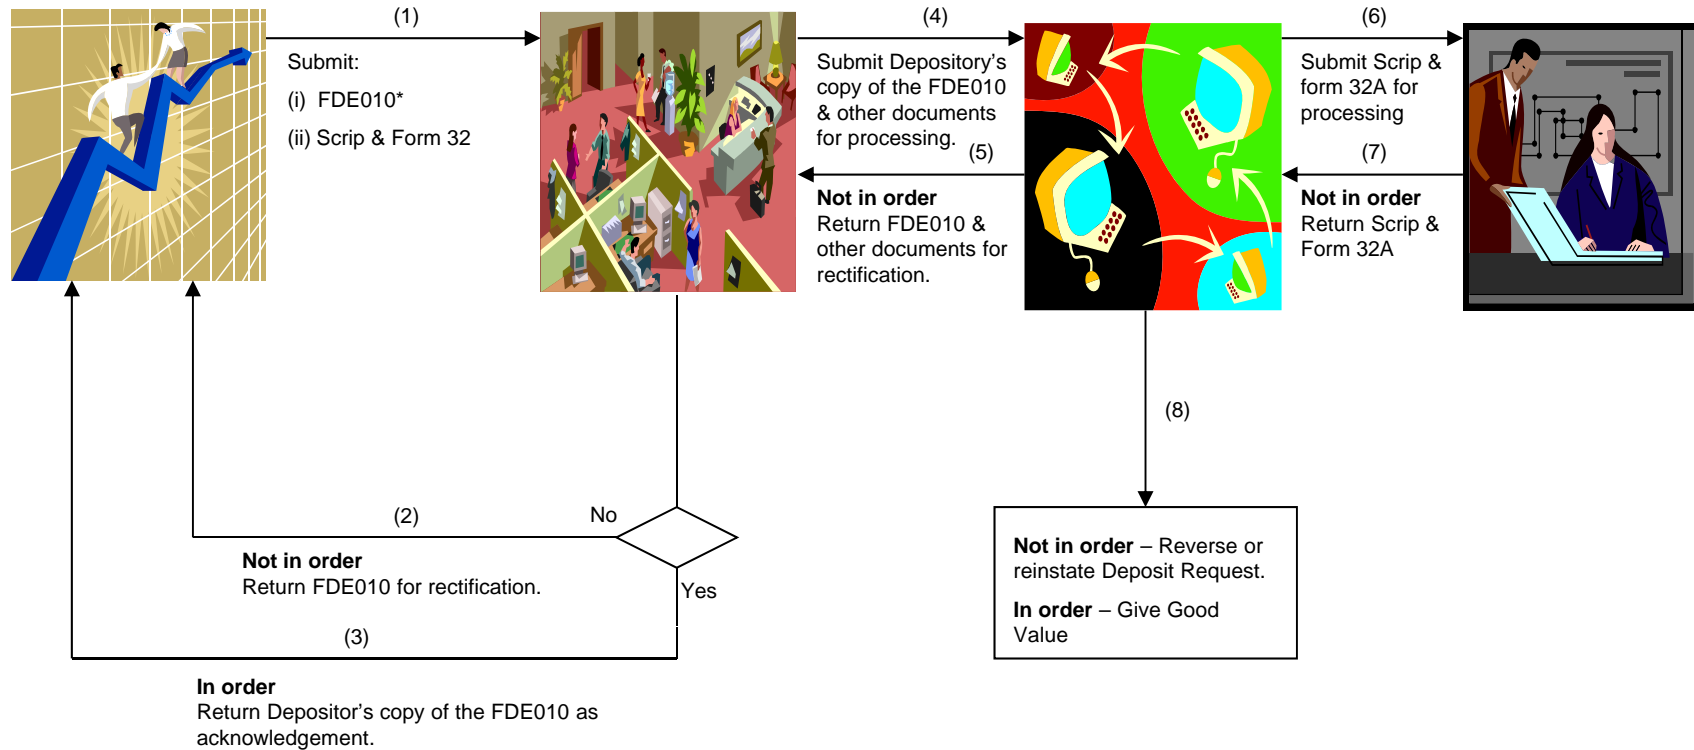 (1)
Submit:
(i) FDE010*
(ii) Scrip & Form 32
(4)
Submit Depository's
copy of the FDE010
& other documents
for processing.
(5)
Not in order
Return FDE010 &
other documents for
rectification.
(6)
Submit Scrip &
form 32A for
processing
(7)
Not in order
Return Scrip &
Form 32A
(8)
(2)
No
Not in order
Return FDE010 for rectification.
Yes
(3)
In order
Return Depositor's copy of the FDE010 as
acknowledgement.
Not in order – Reverse or
reinstate Deposit Request.
In order – Give Good
Value